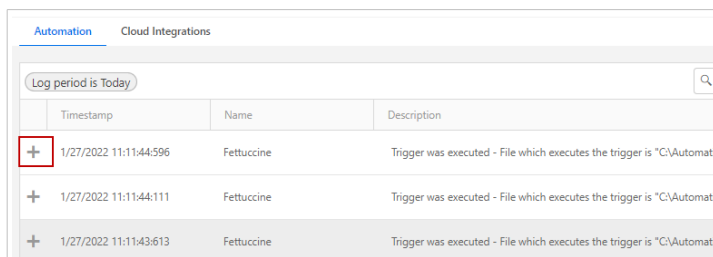 Automation Cloud Integrations
Log period is Today
Timestamp Name Description
1/27/2022 11:11:44:596 Fettuccine Trigger was executed - File which executes the trigger is "C:\Automat
1/27/2022 11:11:44:111 Fettuccine Trigger was executed - File which executes the trigger is "C:\Automat
1/27/2022 11:11:43:613 Fettuccine Trigger was executed - File which executes the trigger is "C:\Automat